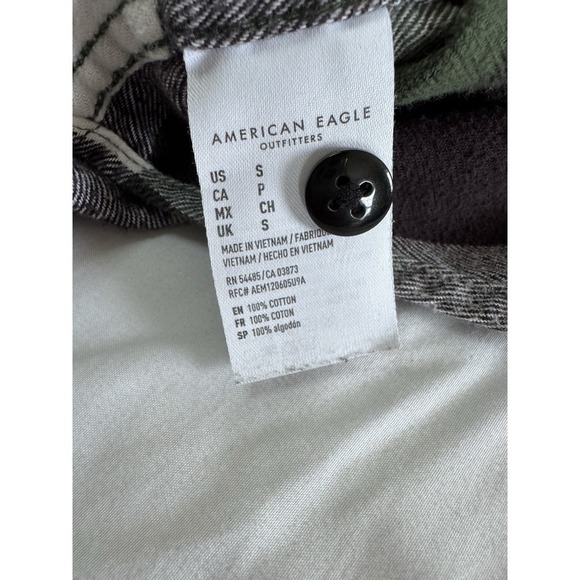 AMERICAN EAGLE
OUTFITTERS
US S
CA P
MX CH
UK S
MADE IN VIETNAM / FABRIQU
VIETNAM / HECHO EN VIETNAM
RN 54485/CA 03873
RFC# AEM120605U9A
EN 100% COTTON
FR 100% COTON
SP 100% algodón